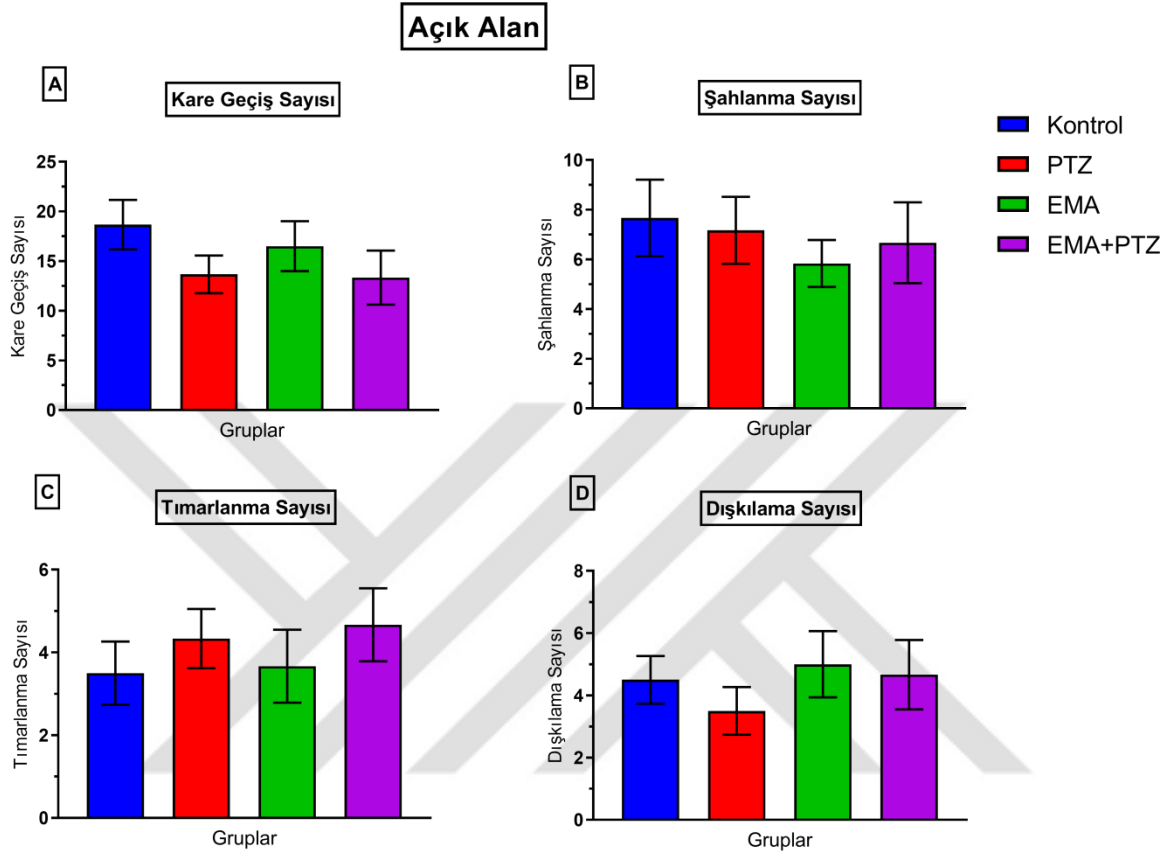 Açık Alan
A
Kare Geçiş Sayısı
Kare Geçiş Sayısı
25
20
15
10
5
0
Gruplar
B
Şahlanma Sayısı
Şahlanma Sayısı
10
8
6
4
2
0
Gruplar
Kontrol
PTZ
EMA
EMA+PTZ
C
Tımarlanma Sayısı
Tımarlanma Sayısı
6
4
2
0
Gruplar
D
Dışkılama Sayısı
Dışkılama Sayısı
8
6
4
2
0
Gruplar